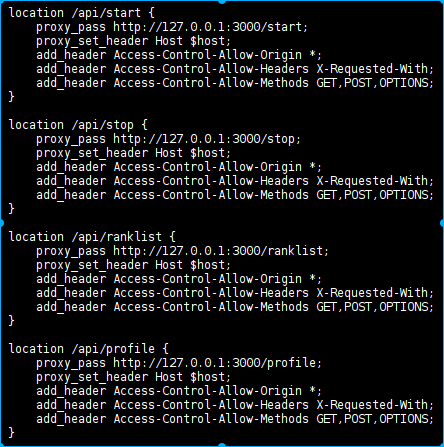 location /api/start {
    proxy_pass http://127.0.0.1:3000/start;
    proxy_set_header Host $host;
    add_header Access-Control-Allow-Origin *;
    add_header Access-Control-Allow-Headers X-Requested-With;
    add_header Access-Control-Allow-Methods GET,POST,OPTIONS;
}

location /api/stop {
    proxy_pass http://127.0.0.1:3000/stop;
    proxy_set_header Host $host;
    add_header Access-Control-Allow-Origin *;
    add_header Access-Control-Allow-Headers X-Requested-With;
    add_header Access-Control-Allow-Methods GET,POST,OPTIONS;
}

location /api/ranklist {
    proxy_pass http://127.0.0.1:3000/ranklist;
    proxy_set_header Host $host;
    add_header Access-Control-Allow-Origin *;
    add_header Access-Control-Allow-Headers X-Requested-With;
    add_header Access-Control-Allow-Methods GET,POST,OPTIONS;
}

location /api/profile {
    proxy_pass http://127.0.0.1:3000/profile;
    proxy_set_header Host $host;
    add_header Access-Control-Allow-Origin *;
    add_header Access-Control-Allow-Headers X-Requested-With;
    add_header Access-Control-Allow-Methods GET,POST,OPTIONS;
}